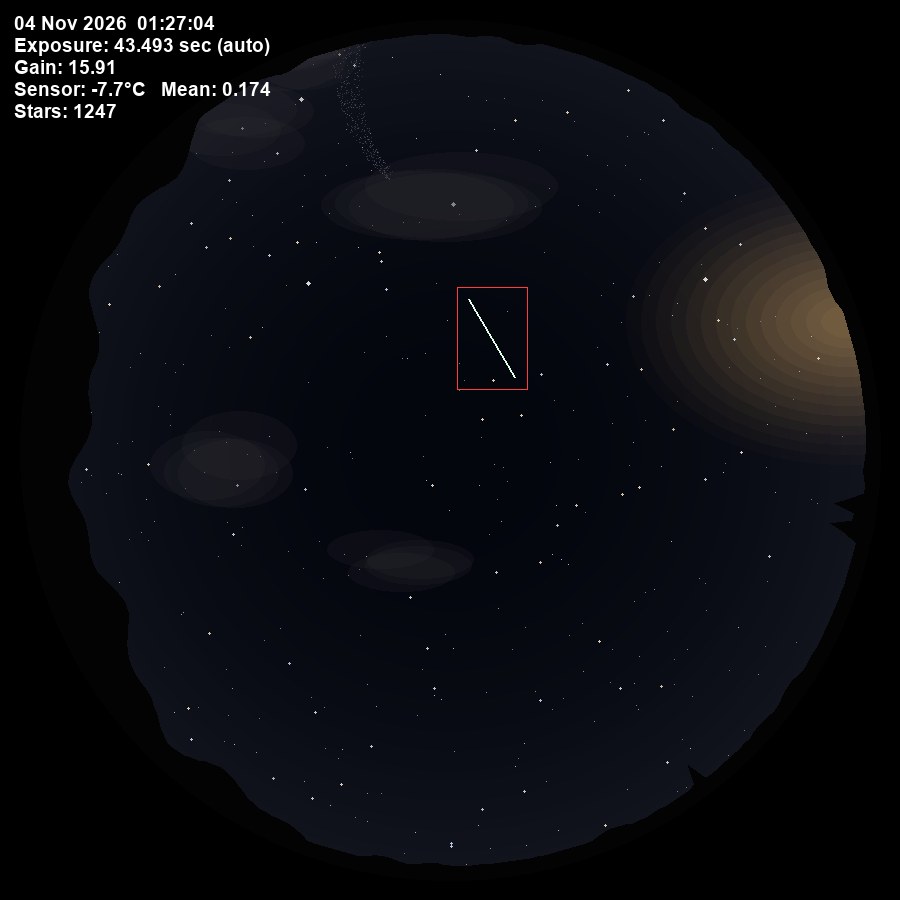 04 Nov 2026 01:27:04
Exposure: 43.493 sec (auto)
Gain: 15.91
Sensor: -7.7°C Mean: 0.174
Stars: 1247